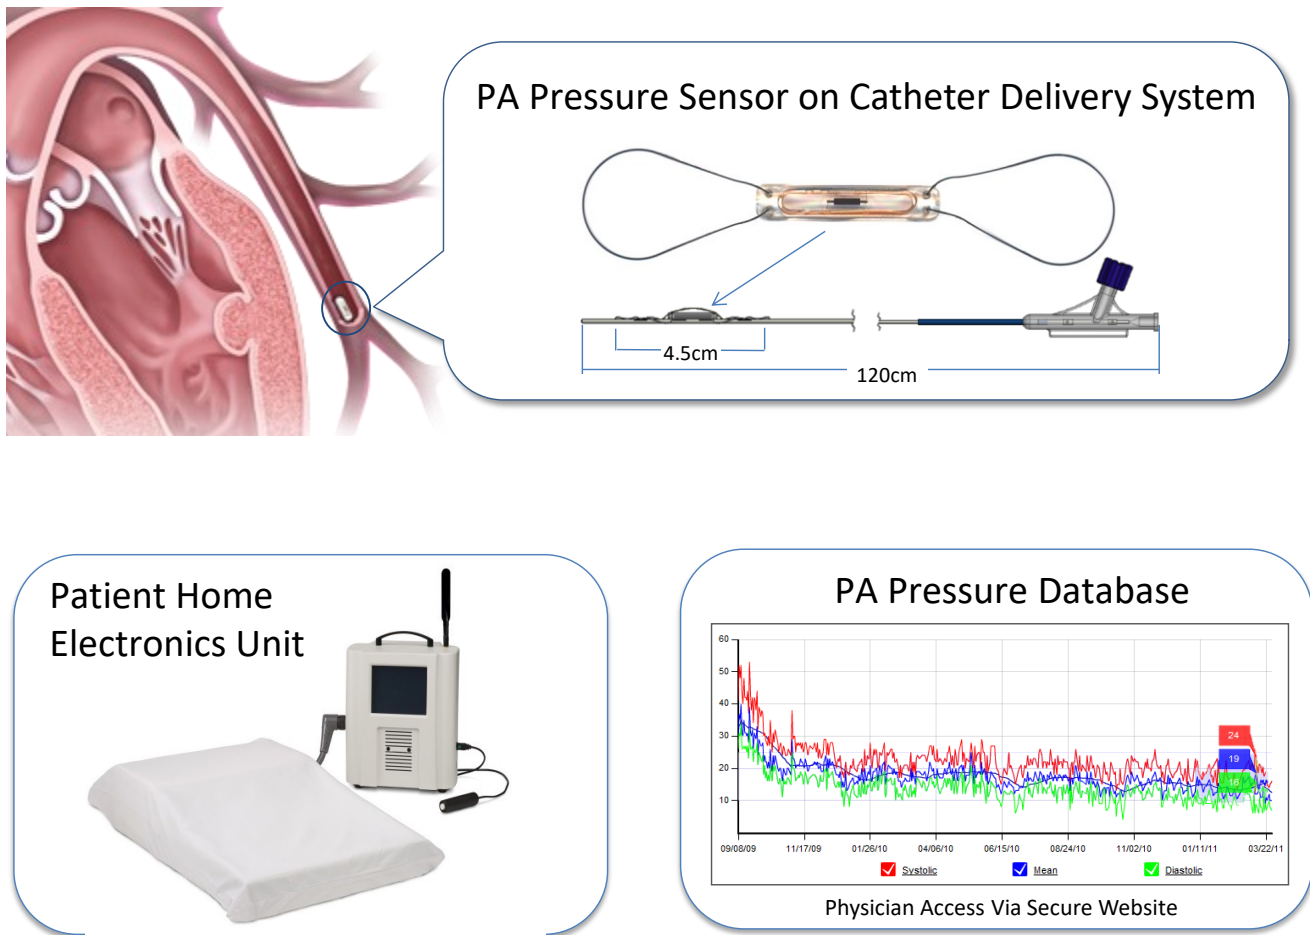 PA Pressure Sensor on Catheter Delivery System
4.5cm
120cm
Patient Home
Electronics Unit
PA Pressure Database
60
50
40
30
20
10
24
19
16
09/08/09 11/17/09 01/26/10 04/06/10 06/15/10 08/24/10 11/02/10 01/11/11 03/22/11
Systolic Mean Diastolic
Physician Access Via Secure Website